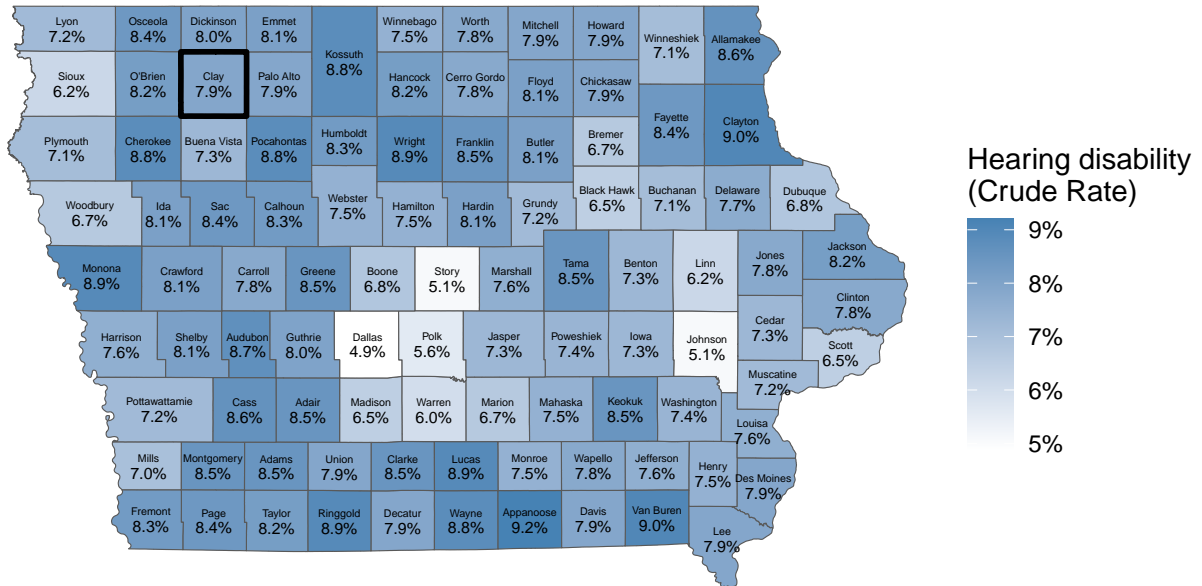 Lyon
7.2%
Osceola
8.4%
Dickinson
8.0%
Emmet
8.1%
Kossuth
8.8%
Winnebago
7.5%
Worth
7.8%
Mitchell
7.9%
Howard
7.9%
Winneshiek
7.1%
Allamakee
8.6%
Sioux
6.2%
O'Brien
8.2%
Clay
7.9%
Palo Alto
7.9%
Hancock
8.2%
Cerro Gordo
7.8%
Floyd
8.1%
Chickasaw
7.9%
Fayette
8.4%
Clayton
9.0%
Plymouth
7.1%
Cherokee
8.8%
Buena Vista
7.3%
Pocahontas
8.8%
Humboldt
8.3%
Wright
8.9%
Franklin
8.5%
Butler
8.1%
Bremer
6.7%
Woodbury
6.7%
Ida
8.1%
Sac
8.4%
Calhoun
8.3%
Webster
7.5%
Hamilton
7.5%
Hardin
8.1%
Grundy
7.2%
Black Hawk
6.5%
Buchanan
7.1%
Delaware
7.7%
Dubuque
6.8%
Monona
8.9%
Crawford
8.1%
Carroll
7.8%
Greene
8.5%
Boone
6.8%
Story
5.1%
Marshall
7.6%
Tama
8.5%
Benton
7.3%
Linn
6.2%
Jones
7.8%
Jackson
8.2%
Clinton
7.8%
Harrison
7.6%
Shelby
8.1%
Audubon
8.7%
Guthrie
8.0%
Dallas
4.9%
Polk
5.6%
Jasper
7.3%
Poweshiek
7.4%
Iowa
7.3%
Johnson
5.1%
Cedar
7.3%
Scott
6.5%
Muscatine
7.2%
Pottawattamie
7.2%
Cass
8.6%
Adair
8.5%
Madison
6.5%
Warren
6.0%
Marion
6.7%
Mahaska
7.5%
Keokuk
8.5%
Washington
7.4%
Louisa
7.6%
Mills
7.0%
Montgomery
8.5%
Adams
8.5%
Union
7.9%
Clarke
8.5%
Lucas
8.9%
Monroe
7.5%
Wapello
7.8%
Jefferson
7.6%
Henry
7.5%
Des Moines
7.9%
Fremont
8.3%
Page
8.4%
Taylor
8.2%
Ringgold
8.9%
Decatur
7.9%
Wayne
8.8%
Appanoose
9.2%
Davis
7.9%
Van Buren
9.0%
Lee
7.9%
Hearing disability
(Crude Rate)
9%
8%
7%
6%
5%